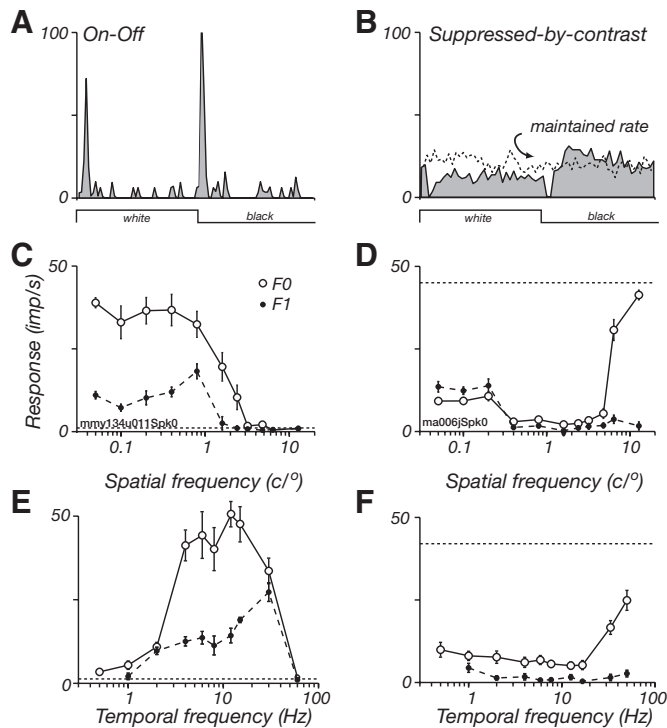 A
On-Off
100
0
white
black
B
Suppressed-by-contrast
100
maintained rate
0
white
black
C
50
F0
F1
Response (imp/s)
mmy134u011Spk0
0
0.1
1
10
Spatial frequency (c/°)
D
50
ma006jSpk0
0
0.1
1
10
Spatial frequency (c/°)
E
50
0
1
10
100
Temporal frequency (Hz)
F
50
0
1
10
100
Temporal frequency (Hz)